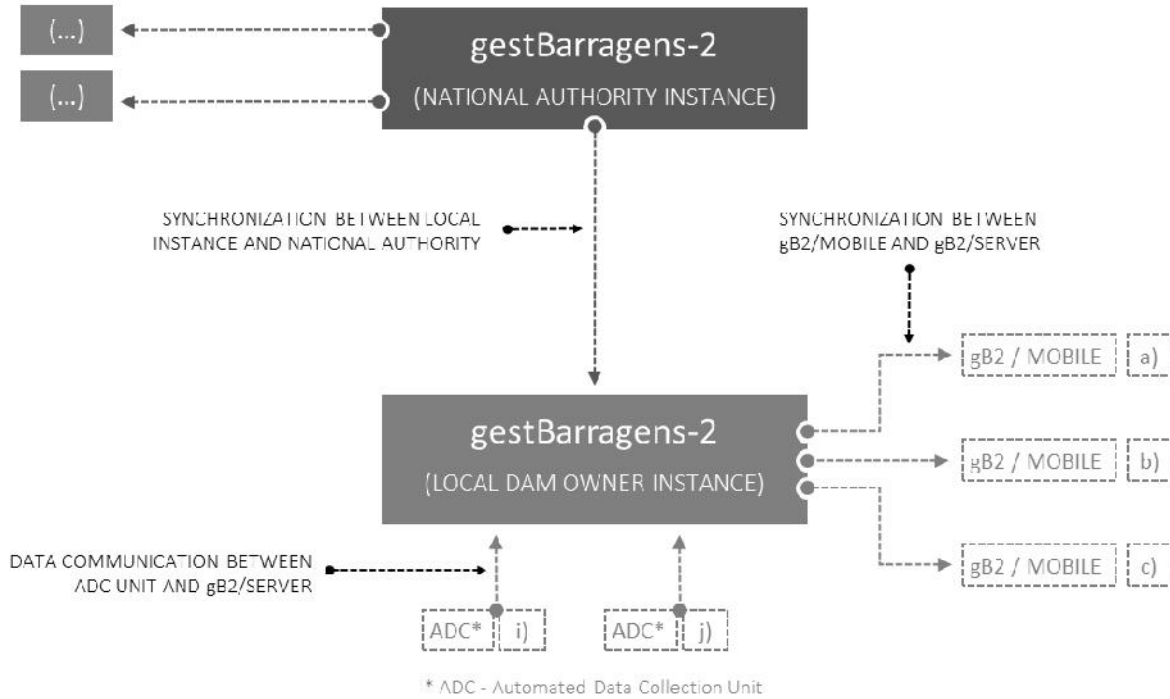 (...)
(...)
gestBarragens-2
(NATIONAL AUTHORITY INSTANCE)
SYNCHRONIZATION BETWEEN LOCAL
INSTANCE AND NATIONAL AUTHORITY
SYNCHRONIZATION BETWEEN
gB2/MOBILE AND gB2/SERVER
gB2 / MOBILE a)
gestBarragens-2
(LOCAL DAM OWNER INSTANCE)
gB2 / MOBILE b)
gB2 / MOBILE c)
DATA COMMUNICATION BETWEEN
ADC UNIT AND gB2/SERVER
ADC* i)
ADC* j)
* ADC - Automated Data Collection Unit